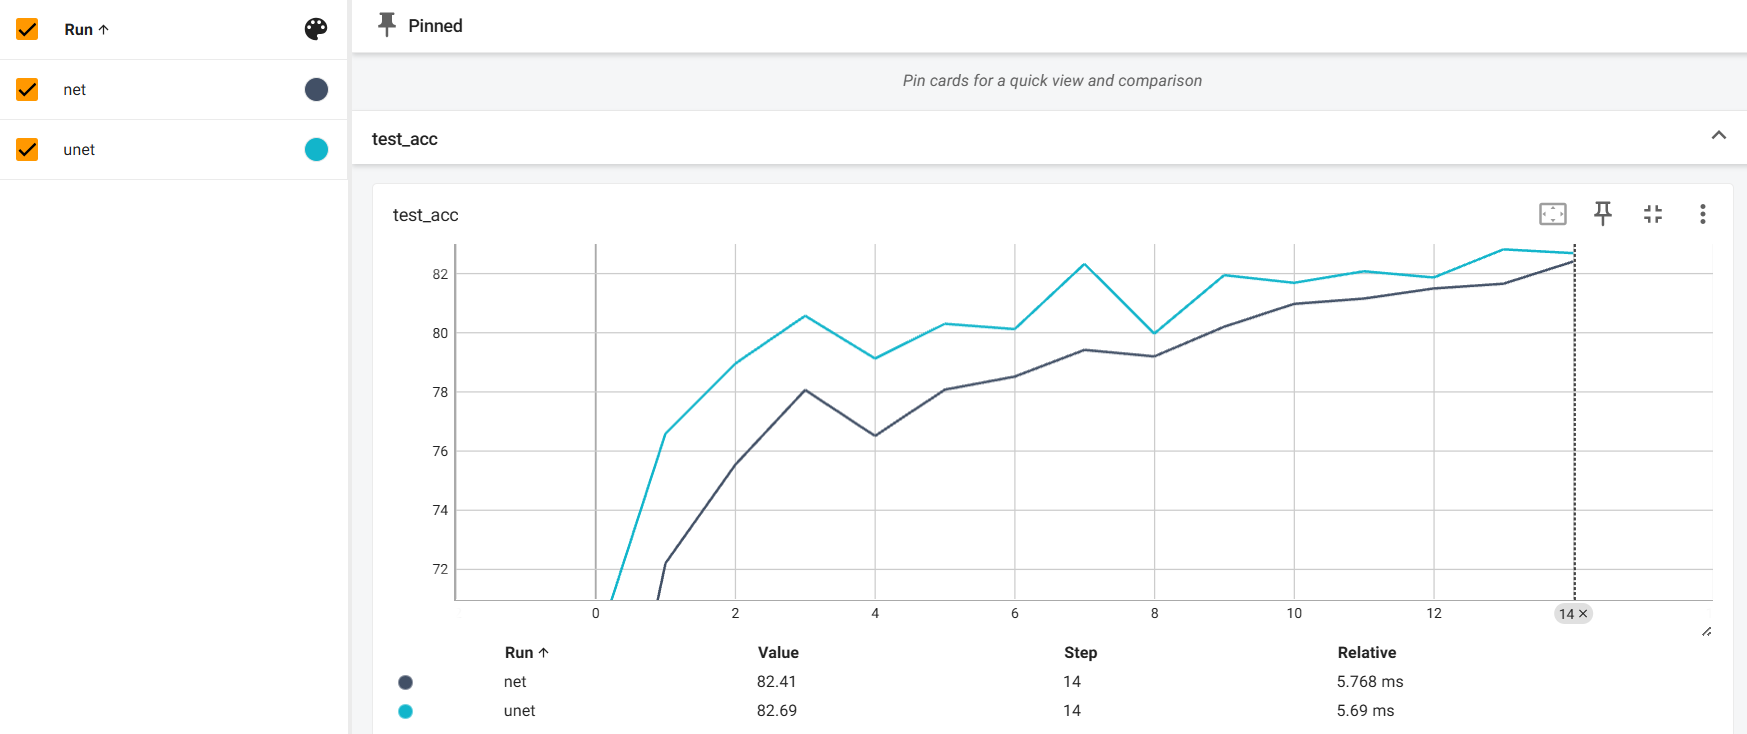 Run ↑
net
unet
Pinned
Pin cards for a quick view and comparison
test_acc
test_acc
82
80
78
76
74
72
0 2 4 6 8 10 12 14 ×
Run ↑ Value Step Relative
net 82.41 14 5.768 ms
unet 82.69 14 5.69 ms